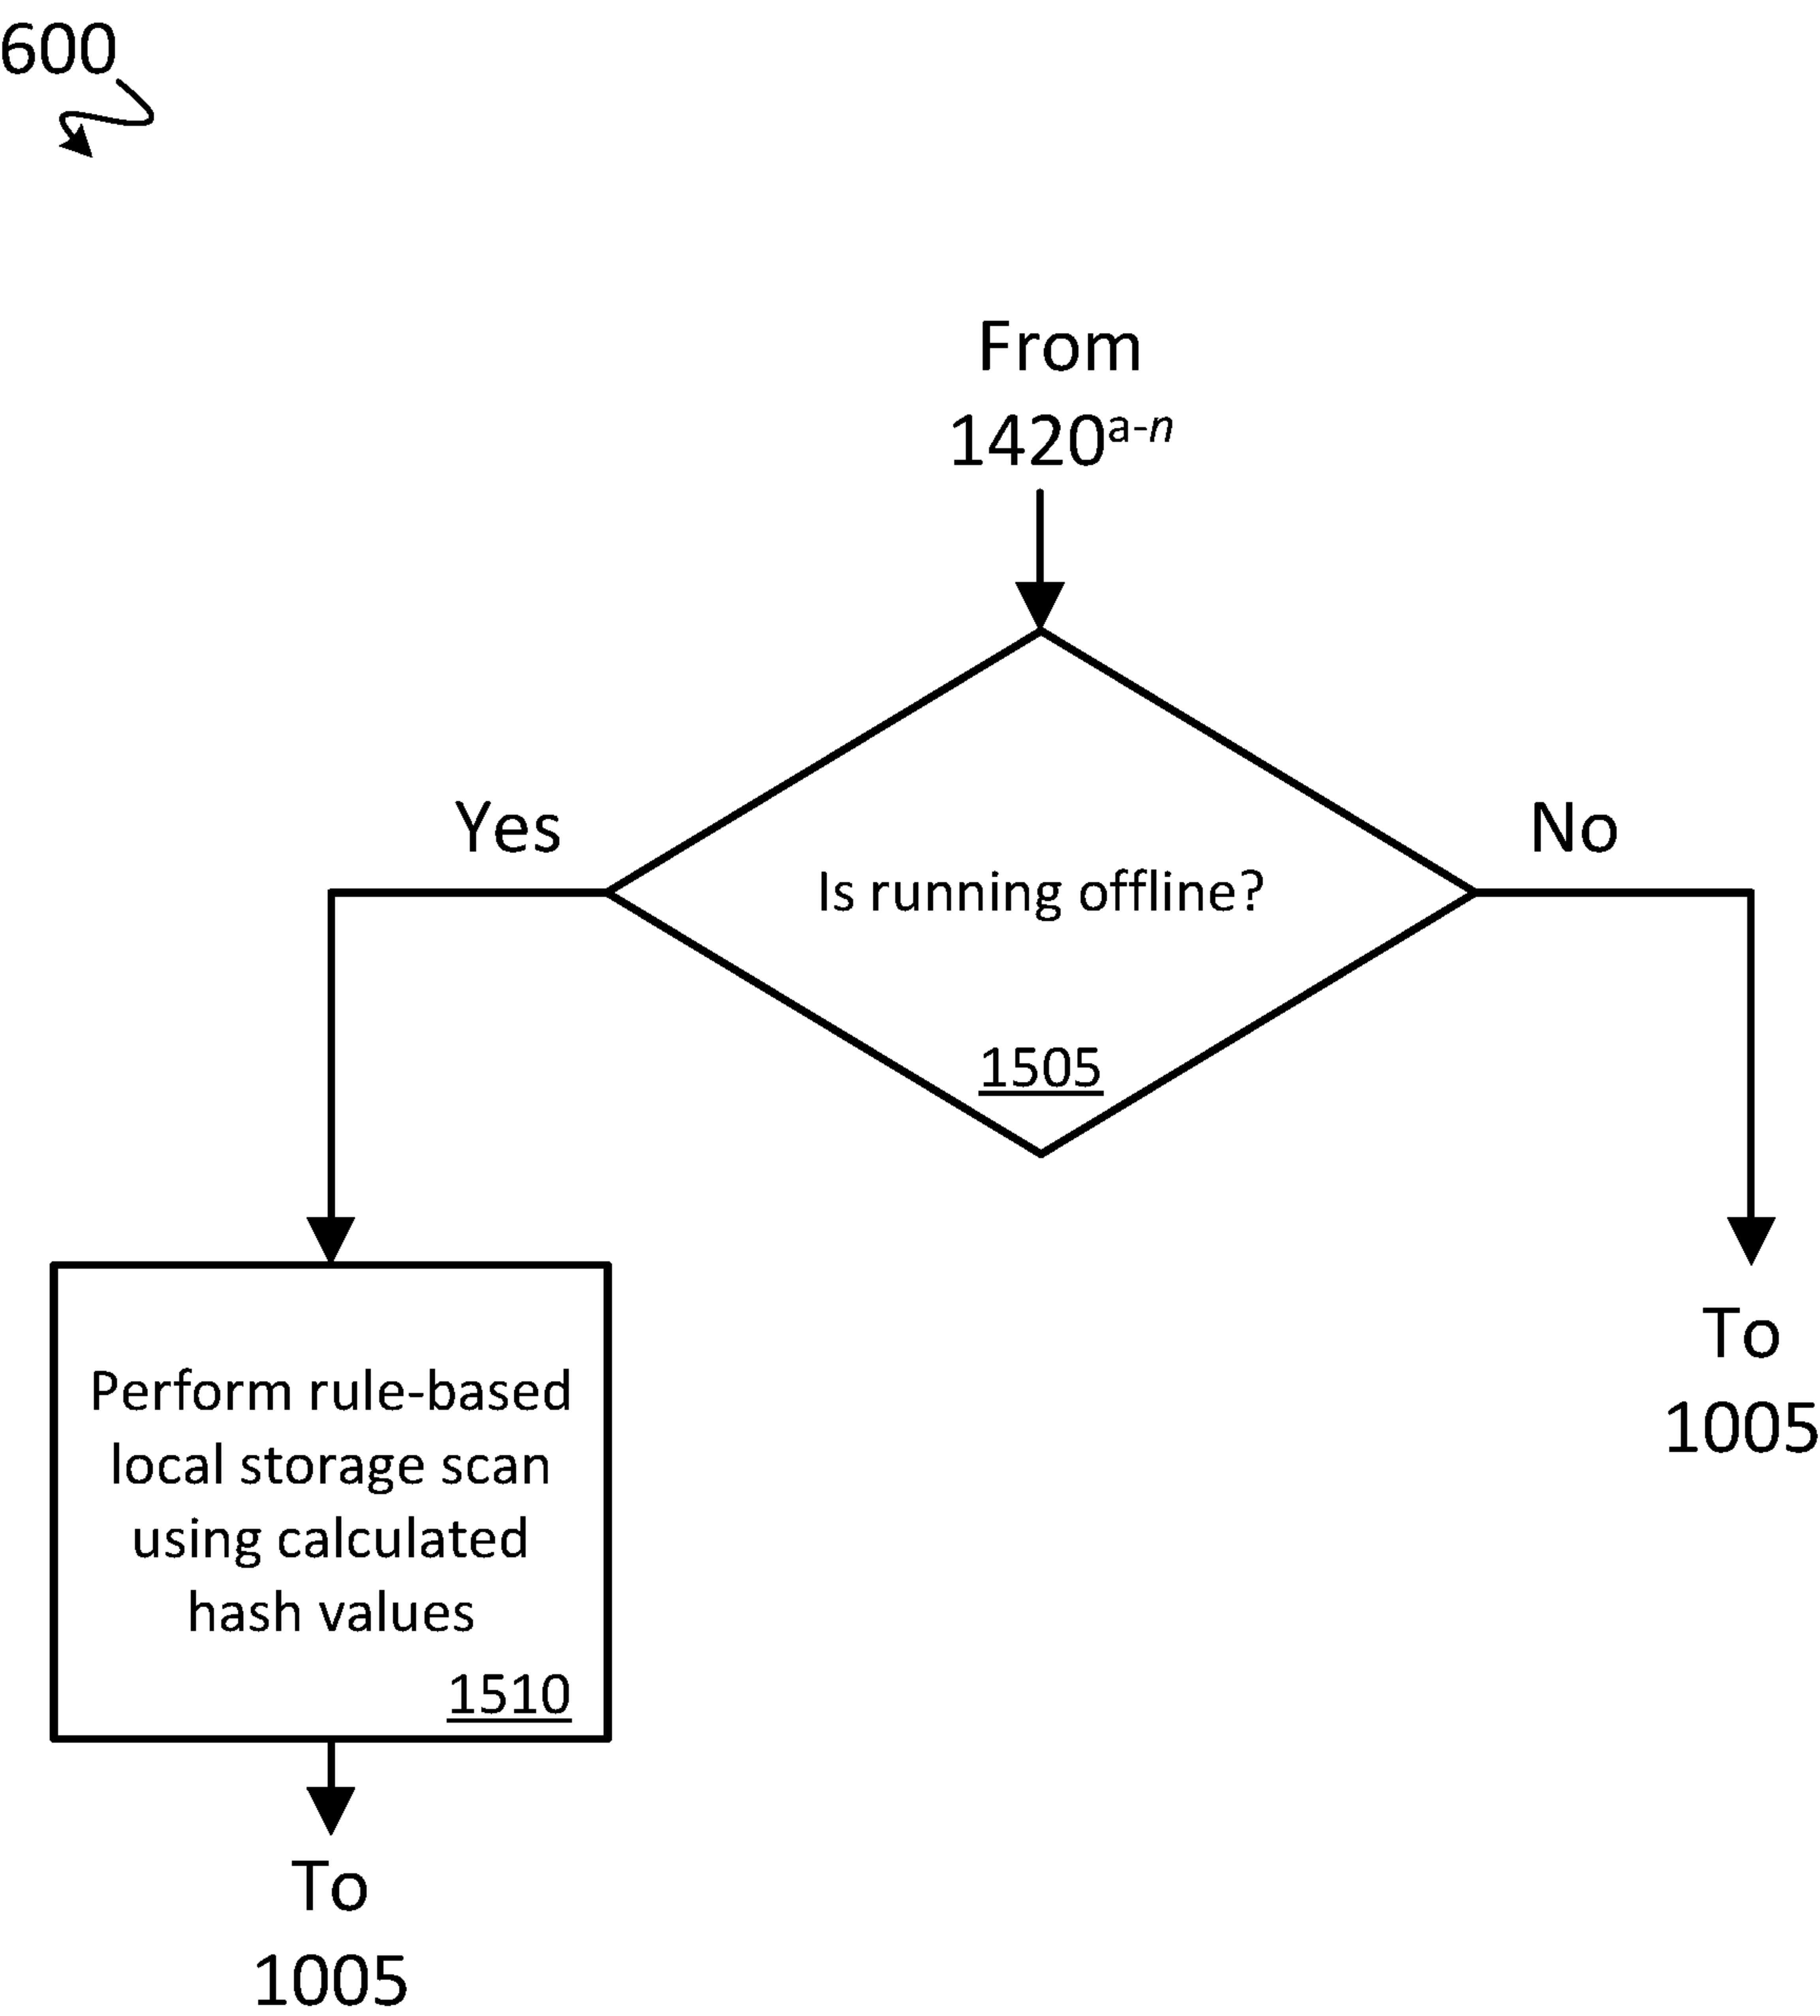 600
From
1420a-n
Yes
No
Is running offline?
1505
Perform rule-based
local storage scan
using calculated
hash values
1510
To
1005
To
1005